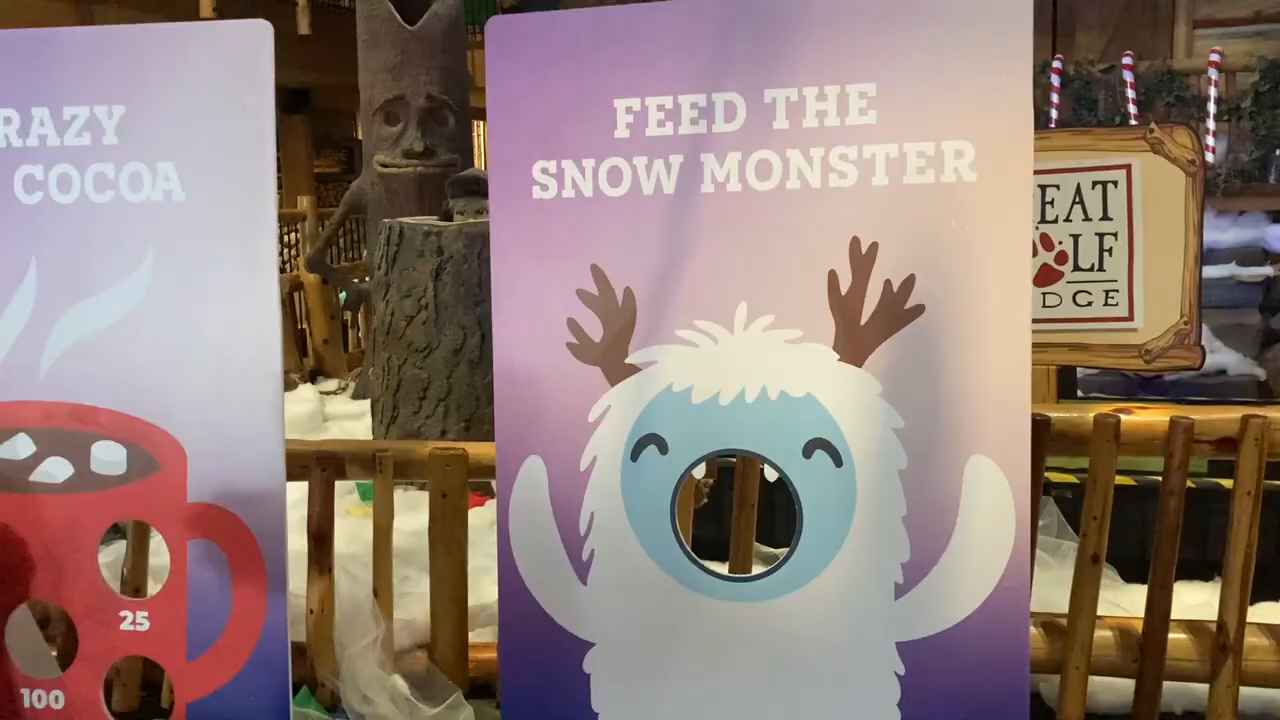 RAZY
COCOA
25
100
FEED THE
SNOW MONSTER
EAT
LF
DGE